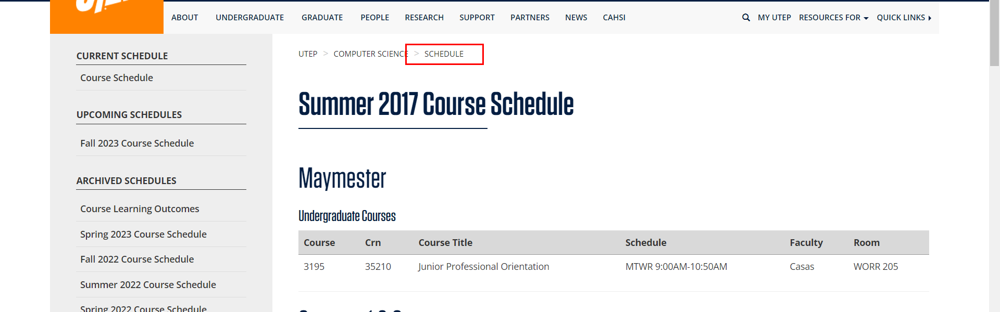 ABOUT UNDERGRADUATE GRADUATE PEOPLE RESEARCH SUPPORT PARTNERS NEWS CAHSI MY UTEP RESOURCES FOR QUICK LINKS
CURRENT SCHEDULE
Course Schedule
UPCOMING SCHEDULES
Fall 2023 Course Schedule
ARCHIVED SCHEDULES
Course Learning Outcomes
Spring 2023 Course Schedule
Fall 2022 Course Schedule
Summer 2022 Course Schedule
Spring 2022 Course Schedule
UTEP > COMPUTER SCIENCE > SCHEDULE
Summer 2017 Course Schedule
Maymester
Undergraduate Courses
Course Crn Course Title Schedule Faculty Room
3195 35210 Junior Professional Orientation MTWR 9:00AM-10:50AM Casas WORR 205